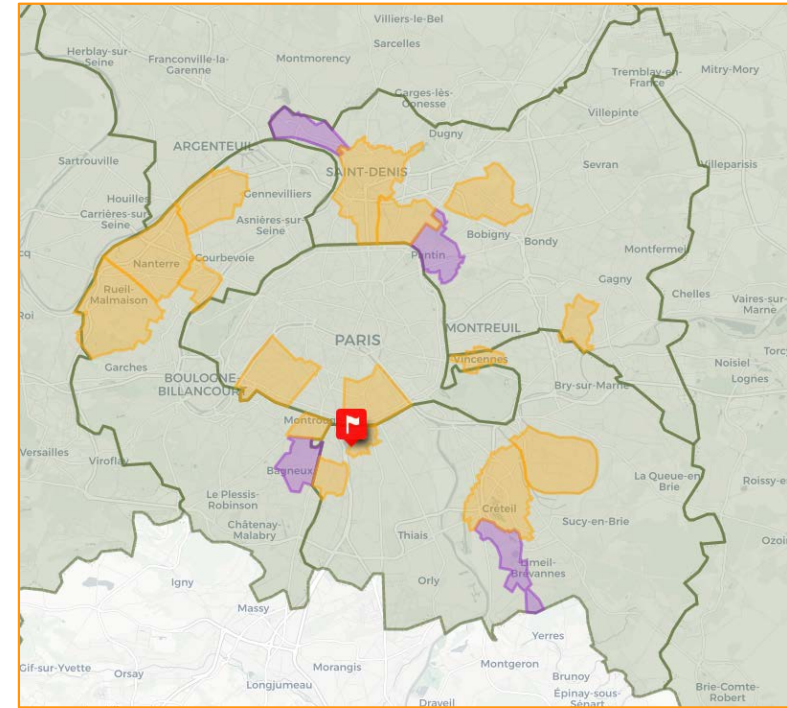 Villiers-le-Bel
Sarcelles
Herblay-sur-
Seine
Franconville-la-
Garenne
Montmorency
Tremblay-en-
France
Mitry-Mory
Garges-lès-
Gonesse
Villepinte
Dugny
ARGENTEUIL
Sartrouville
SAINT-DENIS
Sevran
Villeparisis
Houilles
Carrières-sur-
Seine
Gennevilliers
Asnières-sur-
Seine
Bobigny
Bondy
Montfermeil
Courbevoie
Pantin
Nanterre
Gagny
Rueil-
Malmaison
Chelles
Vaires-sur-
Marne
Roi
PARIS
MONTREUIL
Vincennes
Torcy
Noisiel
Lognes
Garches
BOULOGNE-
BILLANCOURT
Bry-sur-Marne
Montrouge
Versailles
Viroflay
Bagneux
La Queue-en-
Brie
Roissy-e
Le Plessis-
Robinson
Créteil
Sucy-en-Brie
Châtenay-
Malabry
Thiais
Ozoi
Limeil-
Brévannes
Orly
Igny
Massy
Yerres
Gif-sur-Yvette
Orsay
Morangis
Montgeron
Brunoy
Longjumeau
Épinay-sous-
Sénart
Draveil
Brie-Comte-
Robert